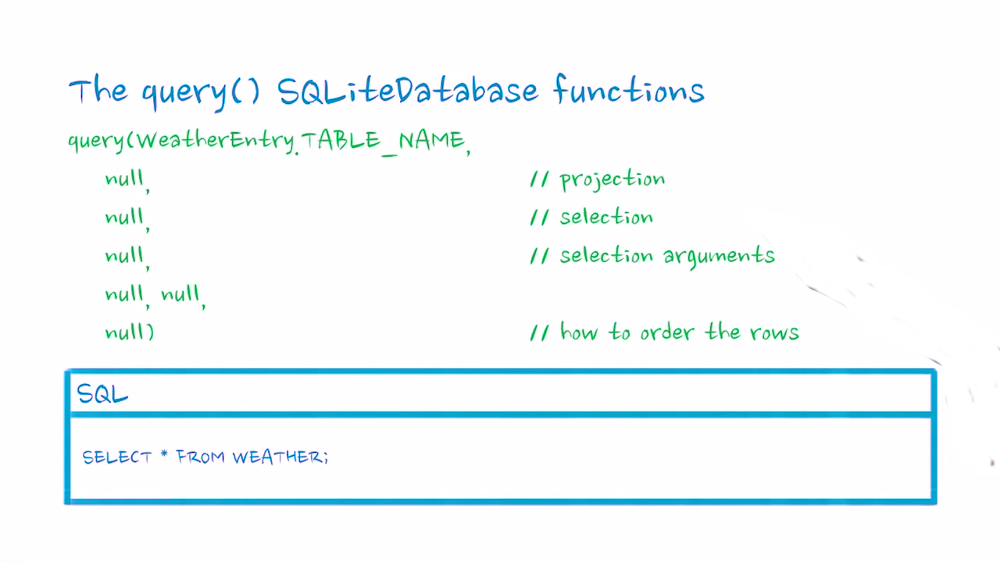 The query() SQLiteDatabase functions
query(WeatherEntry.TABLE_NAME,
null, // projection
null, // selection
null, // selection arguments
null, null,
null) // how to order the rows
SQL
SELECT * FROM WEATHER;